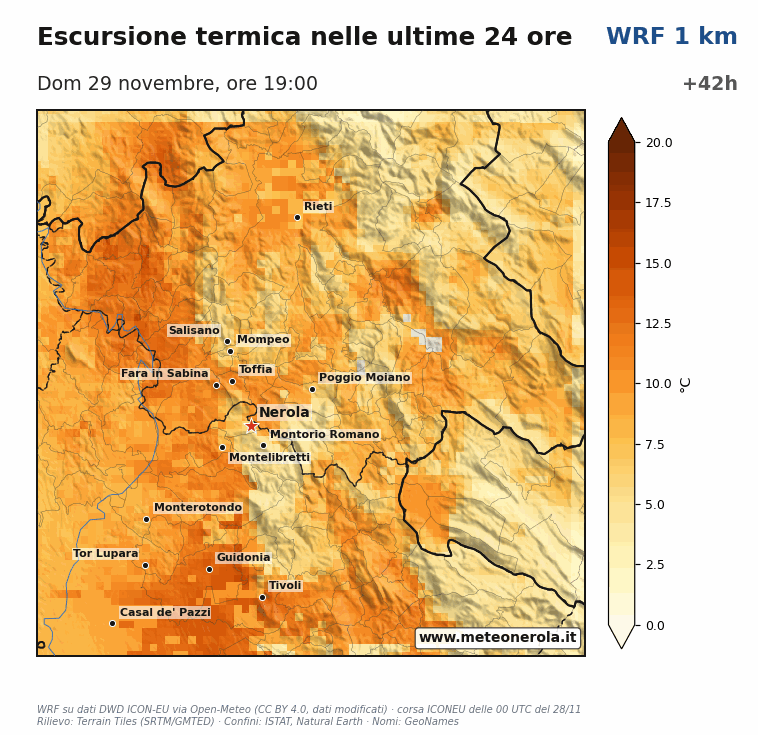 Escursione termica nelle ultime 24 ore WRF 1 km
Dom 29 novembre, ore 19:00 +42h
20.0
17.5
15.0
12.5
10.0
7.5
5.0
2.5
0.0
°C
Rieti
Salisano
Mompeo
Fara in Sabina
Toffia
Poggio Moiano
Nerola
Montorio Romano
Montelibretti
Monterotondo
Tor Lupara
Guidonia
Tivoli
Casal de' Pazzi
www.meteonerola.it
WRF su dati DWD ICON-EU via Open-Meteo (CC BY 4.0, dati modificati) · corsa ICONEU delle 00 UTC del 28/11
Rilievo: Terrain Tiles (SRTM/GMTED) · Confini: ISTAT, Natural Earth · Nomi: GeoNames